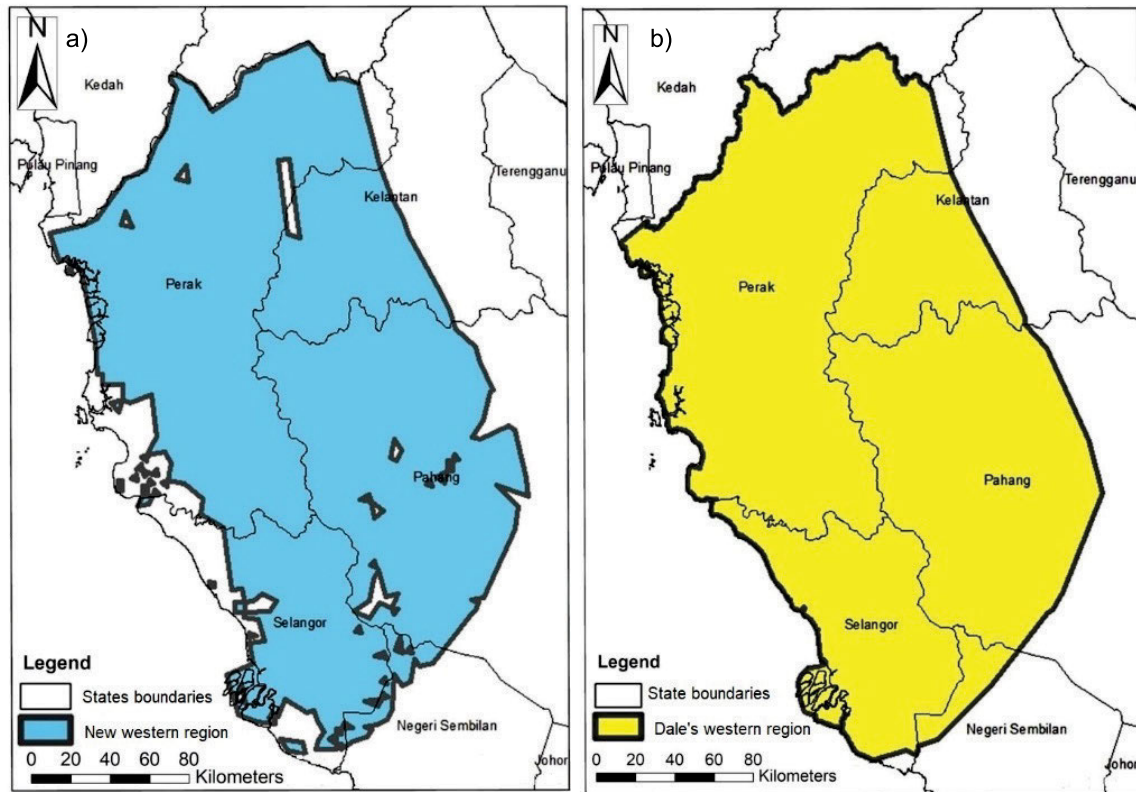 N
a)
Kedah
Pulau Pinang
Terengganu
Kelantan
Perak
Pahang
Selangor
Legend
States boundaries
New western region
Negeri Sembilan
0 20 40 60 80
Kilometers
Johor
N
b)
Kedah
Pulau Pinang
Terengganu
Kelantan
Perak
Pahang
Selangor
Legend
State boundaries
Dale's western region
Negeri Sembilan
0 20 40 60 80
Kilometers
Johor